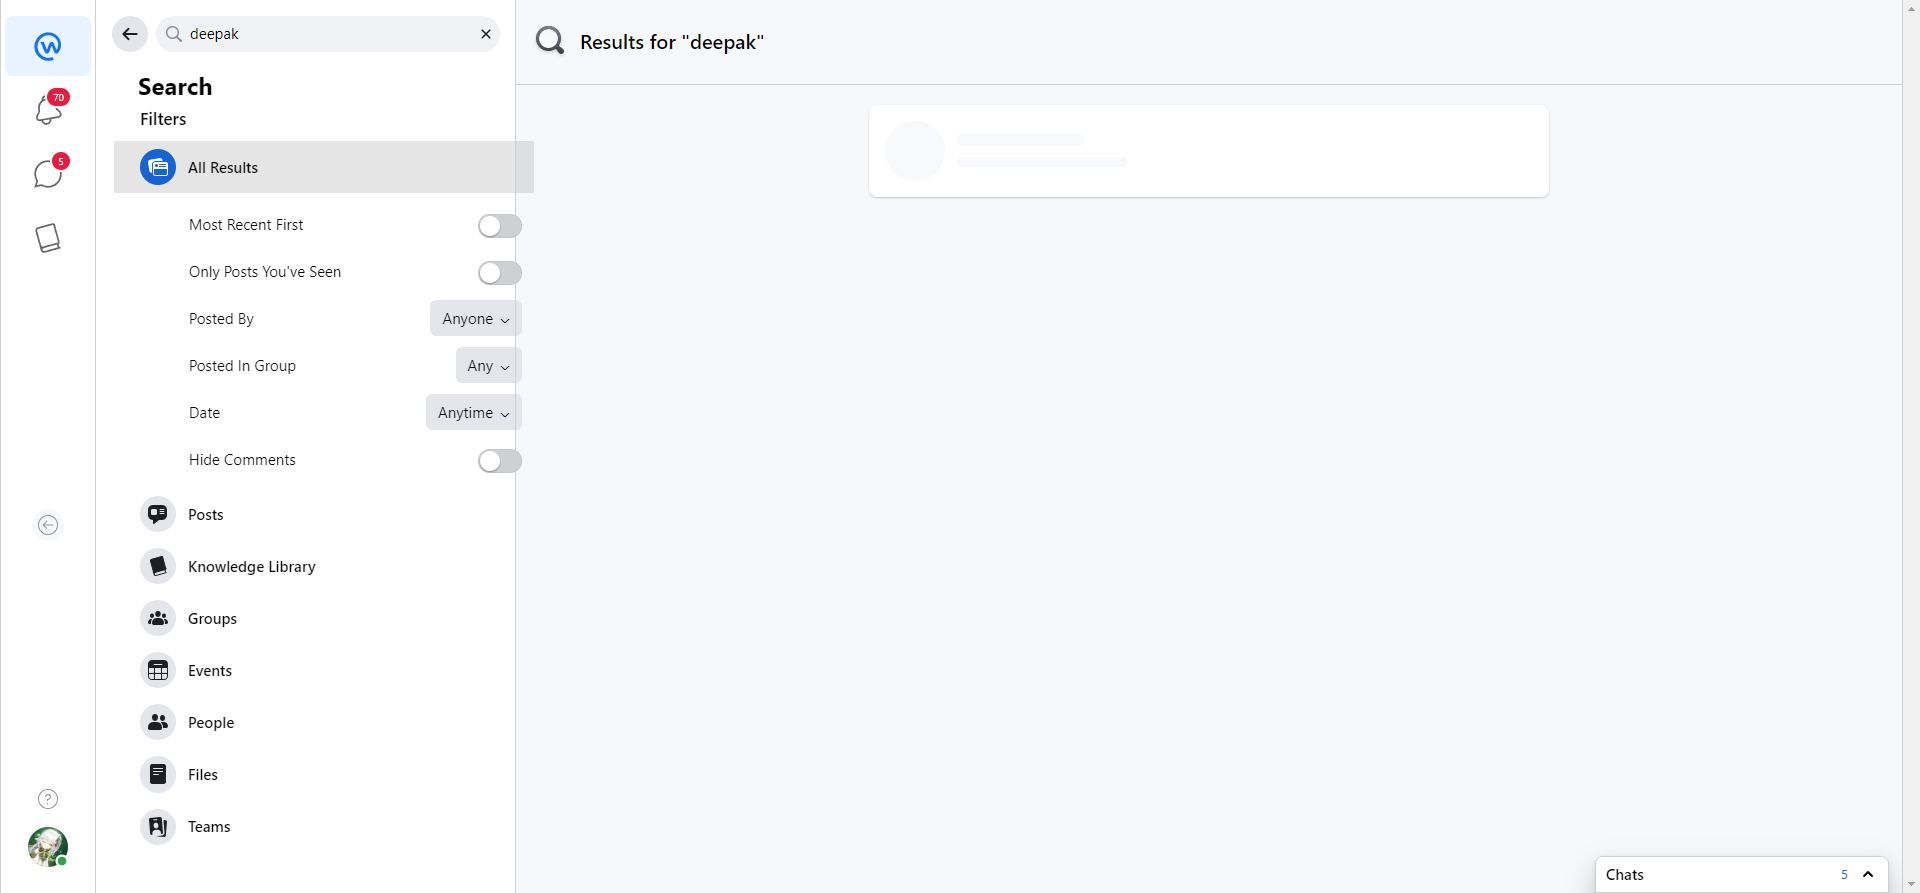 70
5
deepak
Search
Filters
All Results
Most Recent First
Only Posts You've Seen
Posted By
Anyone
Posted In Group
Any
Date
Anytime
Hide Comments
Posts
Knowledge Library
Groups
Events
People
Files
Teams
?
Results for "deepak"
Chats
5